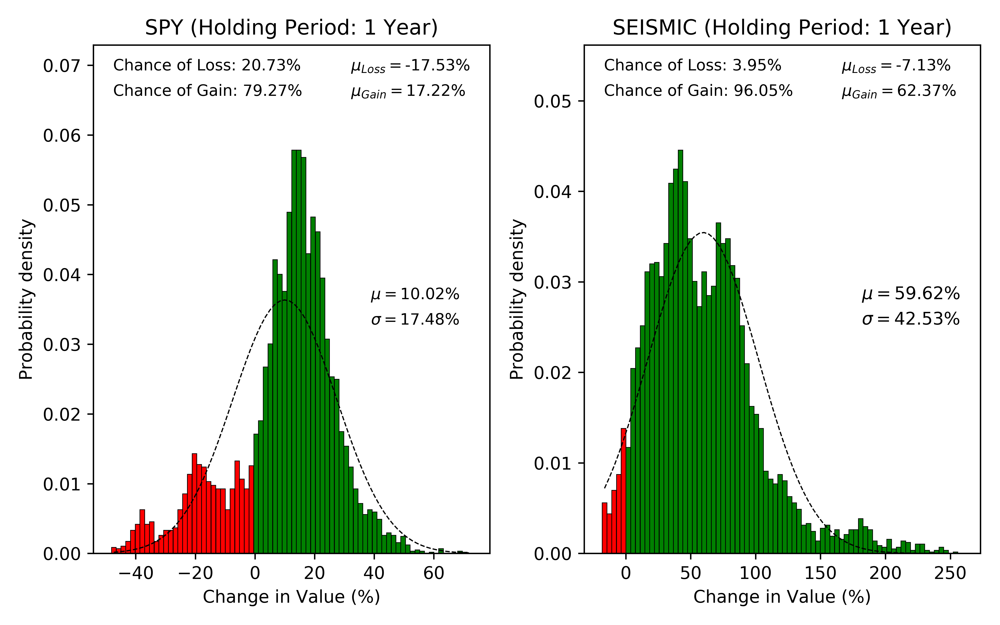 SPY (Holding Period: 1 Year)
Chance of Loss: 20.73%
μLoss = -17.53%
Chance of Gain: 79.27%
μGain = 17.22%
μ = 10.02%
σ = 17.48%
Probability density
0.07
0.06
0.05
0.04
0.03
0.02
0.01
0.00
−40 −20 0 20 40 60
Change in Value (%)
SEISMIC (Holding Period: 1 Year)
Chance of Loss: 3.95%
μLoss = -7.13%
Chance of Gain: 96.05%
μGain = 62.37%
μ = 59.62%
σ = 42.53%
Probability density
0.05
0.04
0.03
0.02
0.01
0.00
0 50 100 150 200 250
Change in Value (%)